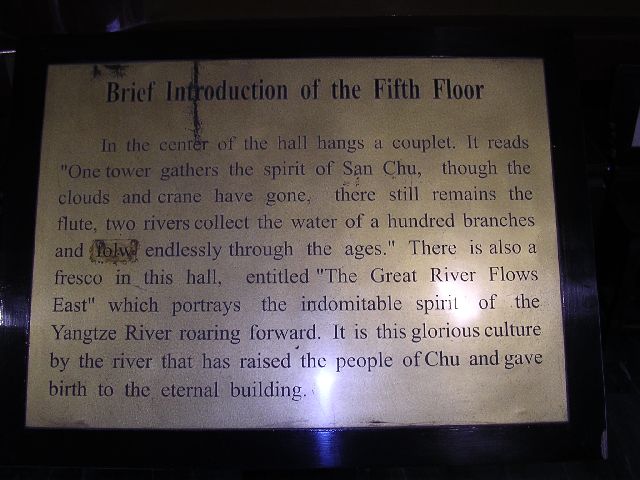 Brief Introduction of the Fifth Floor
In the center of the hall hangs a couplet. It reads
"One tower gathers the spirit of San Chu, though the
clouds and crane have gone, there still remains the
flute, two rivers collect the water of a hundred branches
and folw endlessly through the ages." There is also a
fresco in this hall, entitled "The Great River Flows
East" which portrays the indomitable spirit of the
Yangtze River roaring forward. It is this glorious culture
by the river that has raised the people of Chu and gave
birth to the eternal building.